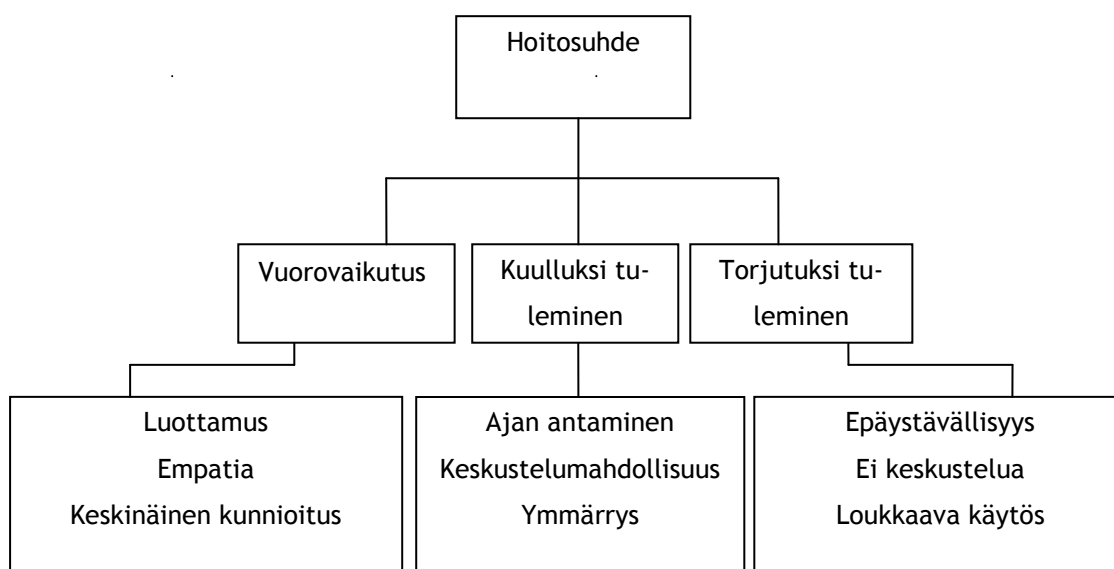 Hoitosuhde
Vuorovaikutus
Kuulluksi tu-
leminen
Torjutuksi tu-
leminen
Luottamus
Empatia
Keskinäinen kunnioitus
Ajan antaminen
Keskustelumahdollisuus
Ymmärrys
Epäystävällisyys
Ei keskustelua
Loukkaava käytös